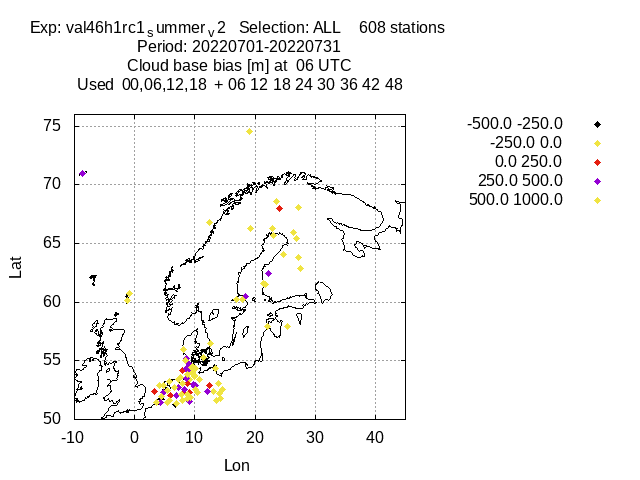 Exp: val46h1rc1summerv2 Selection: ALL 608 stations
Period: 20220701-20220731
Cloud base bias [m] at 06 UTC
Used 00,06,12,18 + 06 12 18 24 30 36 42 48
-500.0 -250.0
-250.0 0.0
0.0 250.0
250.0 500.0
500.0 1000.0
75
70
65
60
55
50
Lat
-10 0 10 20 30 40
Lon